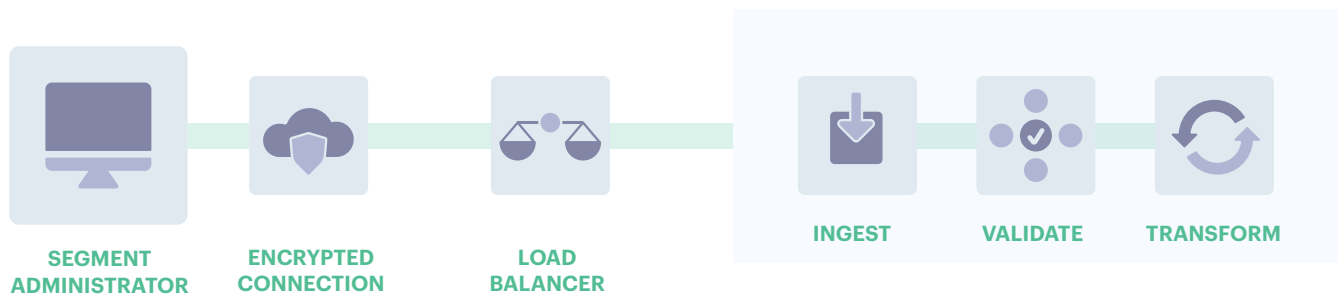 SEGMENT
ADMINISTRATOR
ENCRYPTED
CONNECTION
LOAD
BALANCER
INGEST
VALIDATE
TRANSFORM